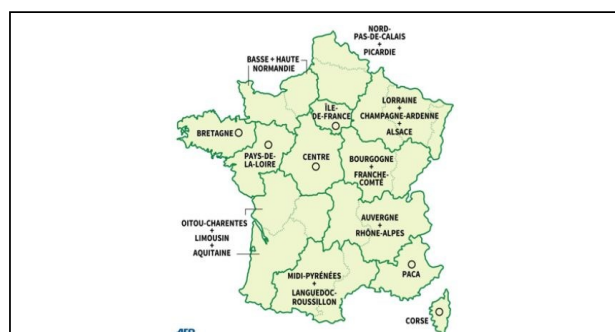 NORD-
PAS-DE-CALAIS
+
PICARDIE
BASSE + HAUTE
NORMANDIE
ÎLE-
DE-FRANCE
LORRAINE
+
CHAMPAGNE-ARDENNE
+
ALSACE
BRETAGNE
PAYS-DE-
LA-LOIRE
CENTRE
BOURGOGNE
+
FRANCHE-
COMTÉ
OITOU-CHARENTES
+
LIMOUSIN
+
AQUITAINE
AUVERGNE
+
RHÔNE-ALPES
MIDI-PYRÉNÉES
+
LANGUEDOC-
ROUSSILLON
PACA
CORSE
AFP